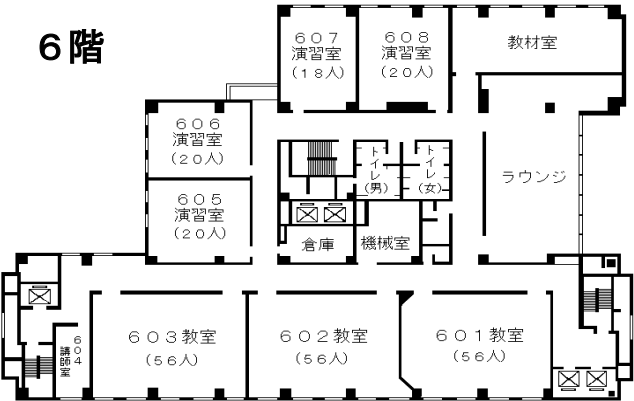 ６階
６０７
演習室
（１８人）
６０８
演習室
（２０人）
教材室
６０６
演習室
（２０人）
トイレ（男）
トイレ（女）
ラウンジ
６０５
演習室
（２０人）
倉庫
機械室
６０４
講師室
６０３教室
（５６人）
６０２教室
（５６人）
６０１教室
（５６人）